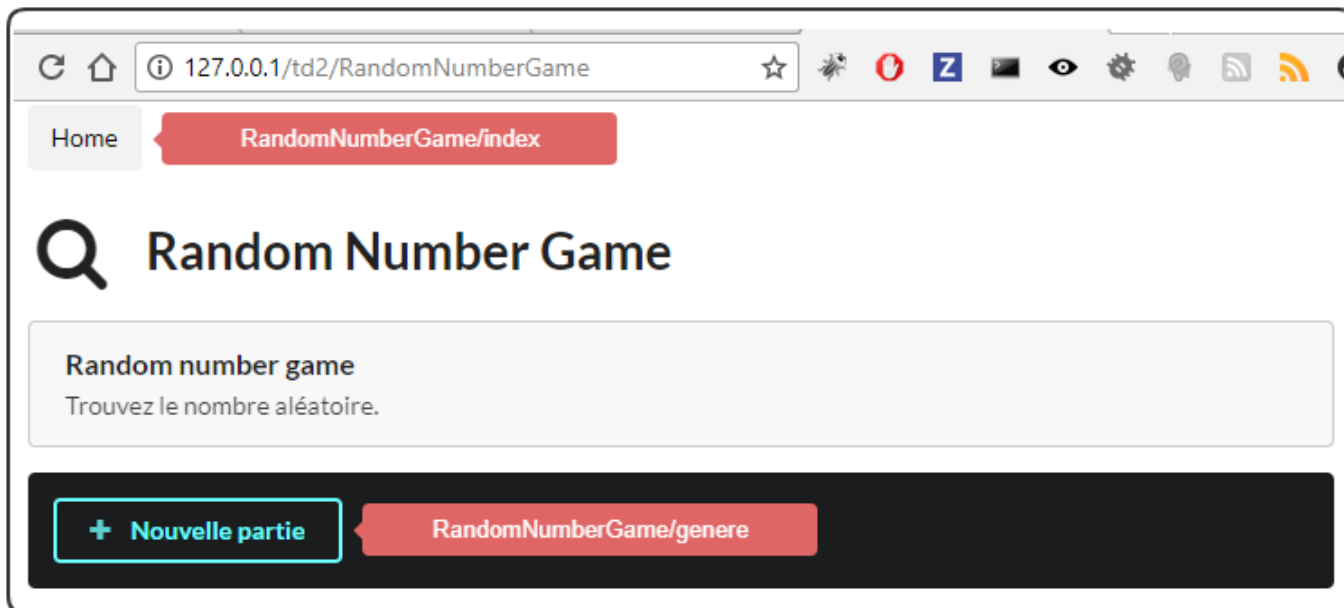 127.0.0.1/td2/RandomNumberGame
Z
Home
RandomNumberGame/index
Random Number Game
Random number game
Trouvez le nombre aléatoire.
+ Nouvelle partie
RandomNumberGame/genere